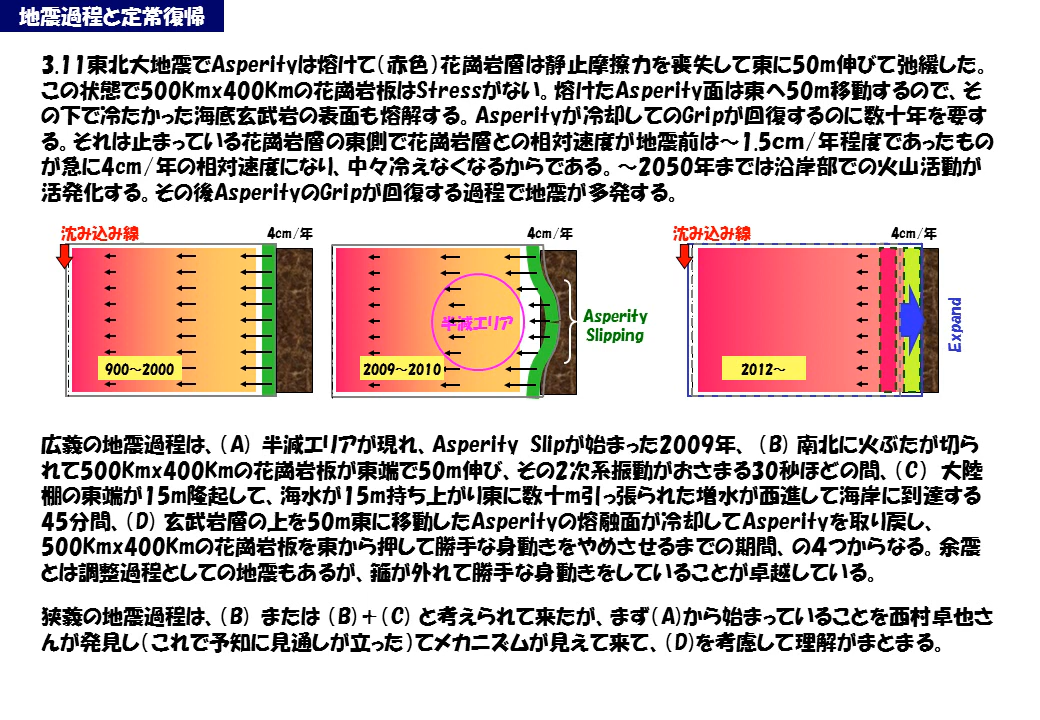 地震過程と定常復帰
3.11東北大地震でAsperityは熔けて(赤色)花崗岩層は静止摩擦力を喪失して東に50m伸びて弛緩した。
この状態で500Kmx400Kmの花崗岩板はStressがない。熔けたAsperity面は東へ50m移動するので、そ
の下で冷たかった海底玄武岩の表面も熔解する。Asperityが冷却してのGripが回復するのに数十年を要す
る。それは止まっている花崗岩層の東側で花崗岩層との相対速度が地震前は～1.5cm/年程度であったもの
が急に4cm/年の相対速度になり、中々冷えなくなるからである。～2050年までは沿岸部での火山活動が
活発化する。その後AsperityのGripが回復する過程で地震が多発する。
沈み込み線
4cm/年
900～2000
4cm/年
半減エリア
2009～2010
Asperity
Slipping
沈み込み線
4cm/年
2012～
Expand
広義の地震過程は、(A) 半減エリアが現れ、Asperity Slipが始まった2009年、(B) 南北に火ぶたが切ら
れて500Kmx400Kmの花崗岩板が東端で50m伸び、その2次系振動がおさまる30秒ほどの間、(C) 大陸
棚の東端が15m隆起して、海水が15m持ち上がり東に数十m引っ張られた増水が西進して海岸に到達する
45分間、(D) 玄武岩層の上を50m東に移動したAsperityの熔融面が冷却してAsperityを取り戻し、
500Kmx400Kmの花崗岩板を東から押して勝手な身動きをやめさせるまでの期間、の4つからなる。余震
とは調整過程としての地震もあるが、箍が外れて勝手な身動きをしていることが卓越している。
狭義の地震過程は、(B) または (B)+(C) と考えられて来たが、まず(A)から始まっていることを西村卓也さ
んが発見し(これで予知に見通しが立った)てメカニズムが見えて来て、(D)を考慮して理解がまとまる。